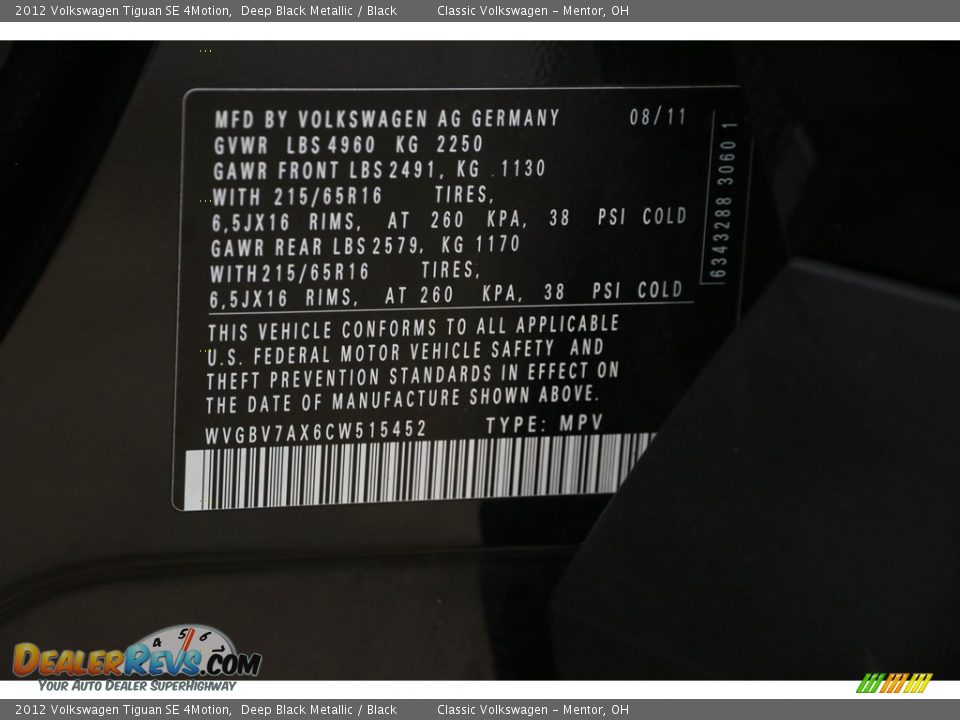 2012 Volkswagen Tiguan SE 4Motion, Deep Black Metallic / Black Classic Volkswagen - Mentor, OH
MFD BY VOLKSWAGEN AG GERMANY 08/11
GVWR LBS 4960 KG 2250
GAWR FRONT LBS 2491, KG 1130
WITH 215/65R16 TIRES,
6,5JX16 RIMS, AT 260 KPA, 38 PSI COLD
GAWR REAR LBS 2579, KG 1170
WITH 215/65R16 TIRES,
6,5JX16 RIMS, AT 260 KPA, 38 PSI COLD
6343288 3060 1
THIS VEHICLE CONFORMS TO ALL APPLICABLE
U.S. FEDERAL MOTOR VEHICLE SAFETY AND
THEFT PREVENTION STANDARDS IN EFFECT ON
THE DATE OF MANUFACTURE SHOWN ABOVE.
WVGBV7AX6CW515452 TYPE: MPV
4 5 6
DEALERREVS.COM
YOUR AUTO DEALER SUPERHIGHWAY
2012 Volkswagen Tiguan SE 4Motion, Deep Black Metallic / Black Classic Volkswagen - Mentor, OH